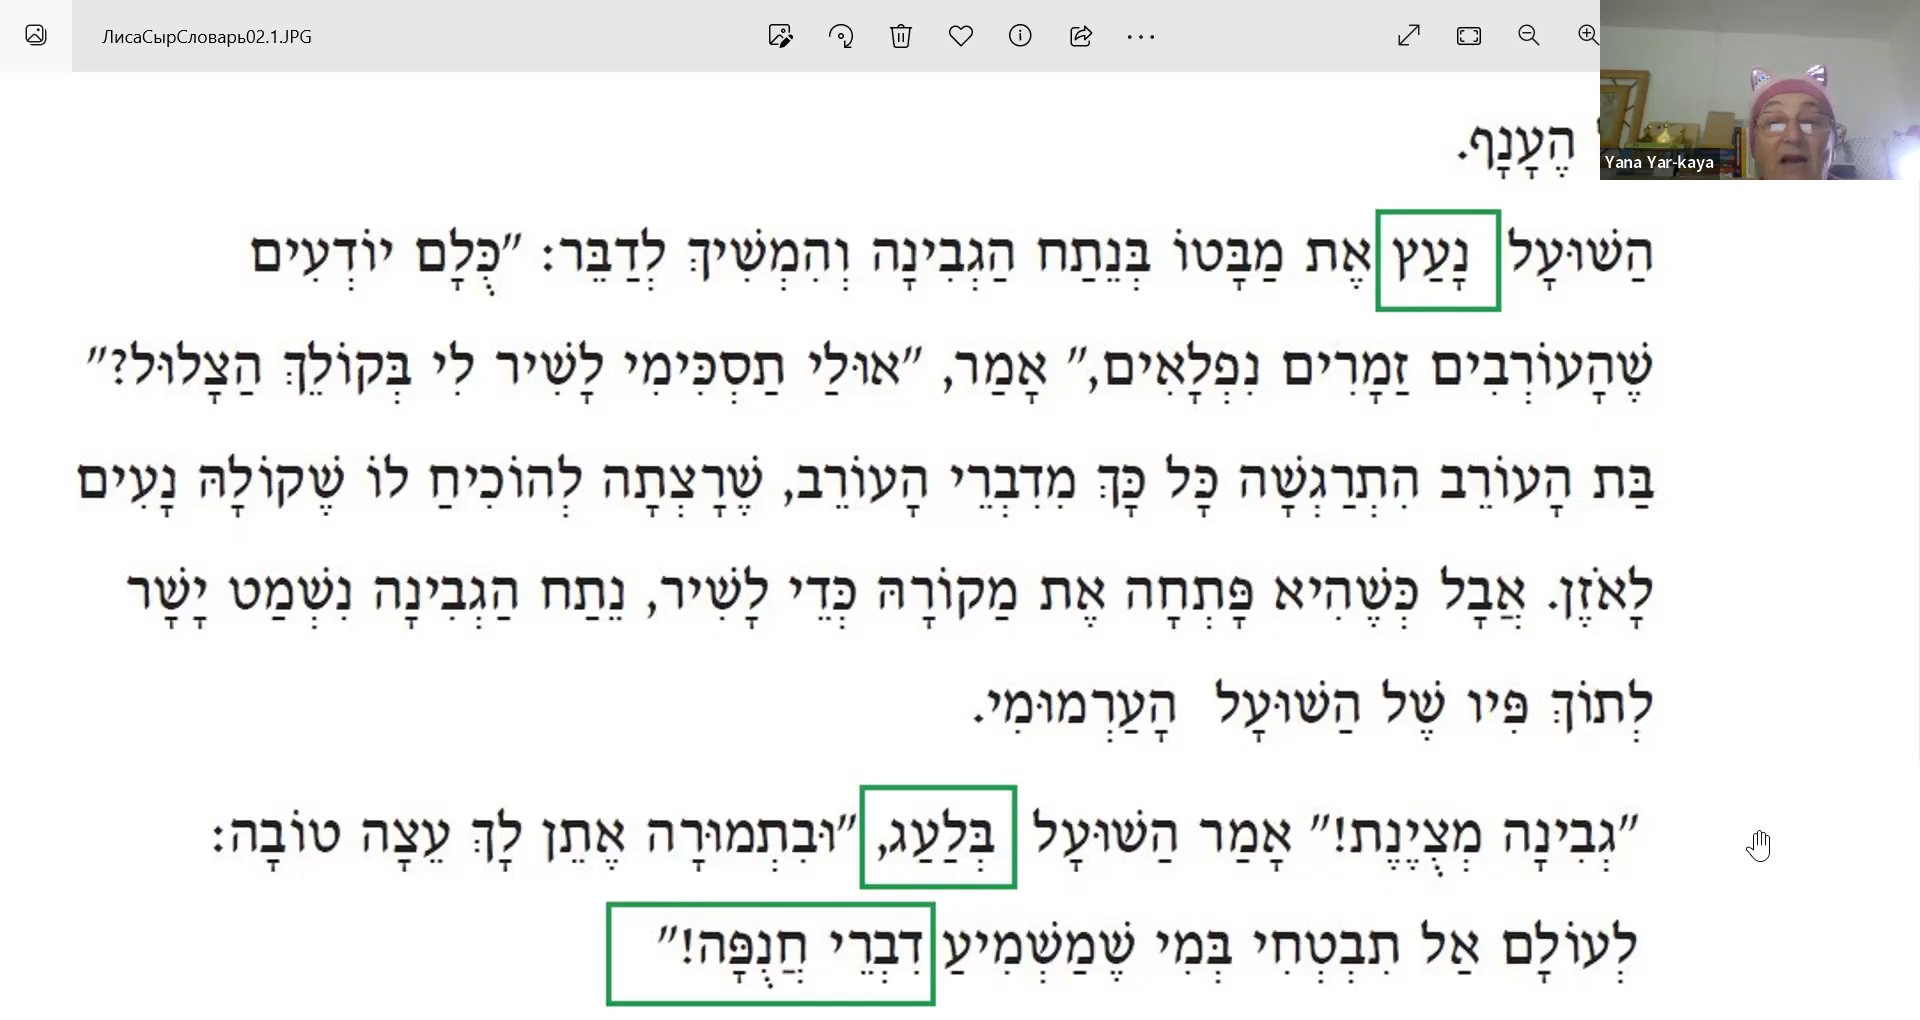 ЛисаСырСловарь02.1.JPG
Yana Yar-kaya
הֶעָנָף.
הַשּׁוּעָל נָעַץ אֶת מַבָּטוֹ בְּנֵתַח הַגְּבִינָה וְהִמְשִׁיךְ לְדַבֵּר: "כֻּלָּם יוֹדְעִים
שֶׁהָעוֹרְבִים זַמָּרִים נִפְלָאִים," אָמַר, "אוּלַי תַּסְכִּימִי לָשִׁיר לִי בְּקוֹלֵךְ הַצָּלוּל?"
בַּת הָעוֹרֵב הִתְרַגְּשָׁה כָּל כָּךְ מִדִּבְרֵי הָעוֹרֵב, שֶׁרָצְתָה לְהוֹכִיחַ לוֹ שֶׁקּוֹלָהּ נָעִים
לָאֹזֶן. אֲבָל כְּשֶׁהִיא פָּתְחָה אֶת מַקּוֹרָהּ כְּדֵי לָשִׁיר, נֵתַח הַגְּבִינָה נִשְׁמַט יָשָׁר
לְתוֹךְ פִּיו שֶׁל הַשּׁוּעָל הָעַרְמוּמִי.
"גְּבִינָה מְצֻיֶּנֶת!" אָמַר הַשּׁוּעָל בְּלַעַג, "וּבִתְמוּרָה אֶתֵּן לָךְ עֵצָה טוֹבָה:
לְעוֹלָם אַל תִּבְטְחִי בְּמִי שֶׁמַּשְׁמִיעַ דִּבְרֵי חֲנֻפָּה!"